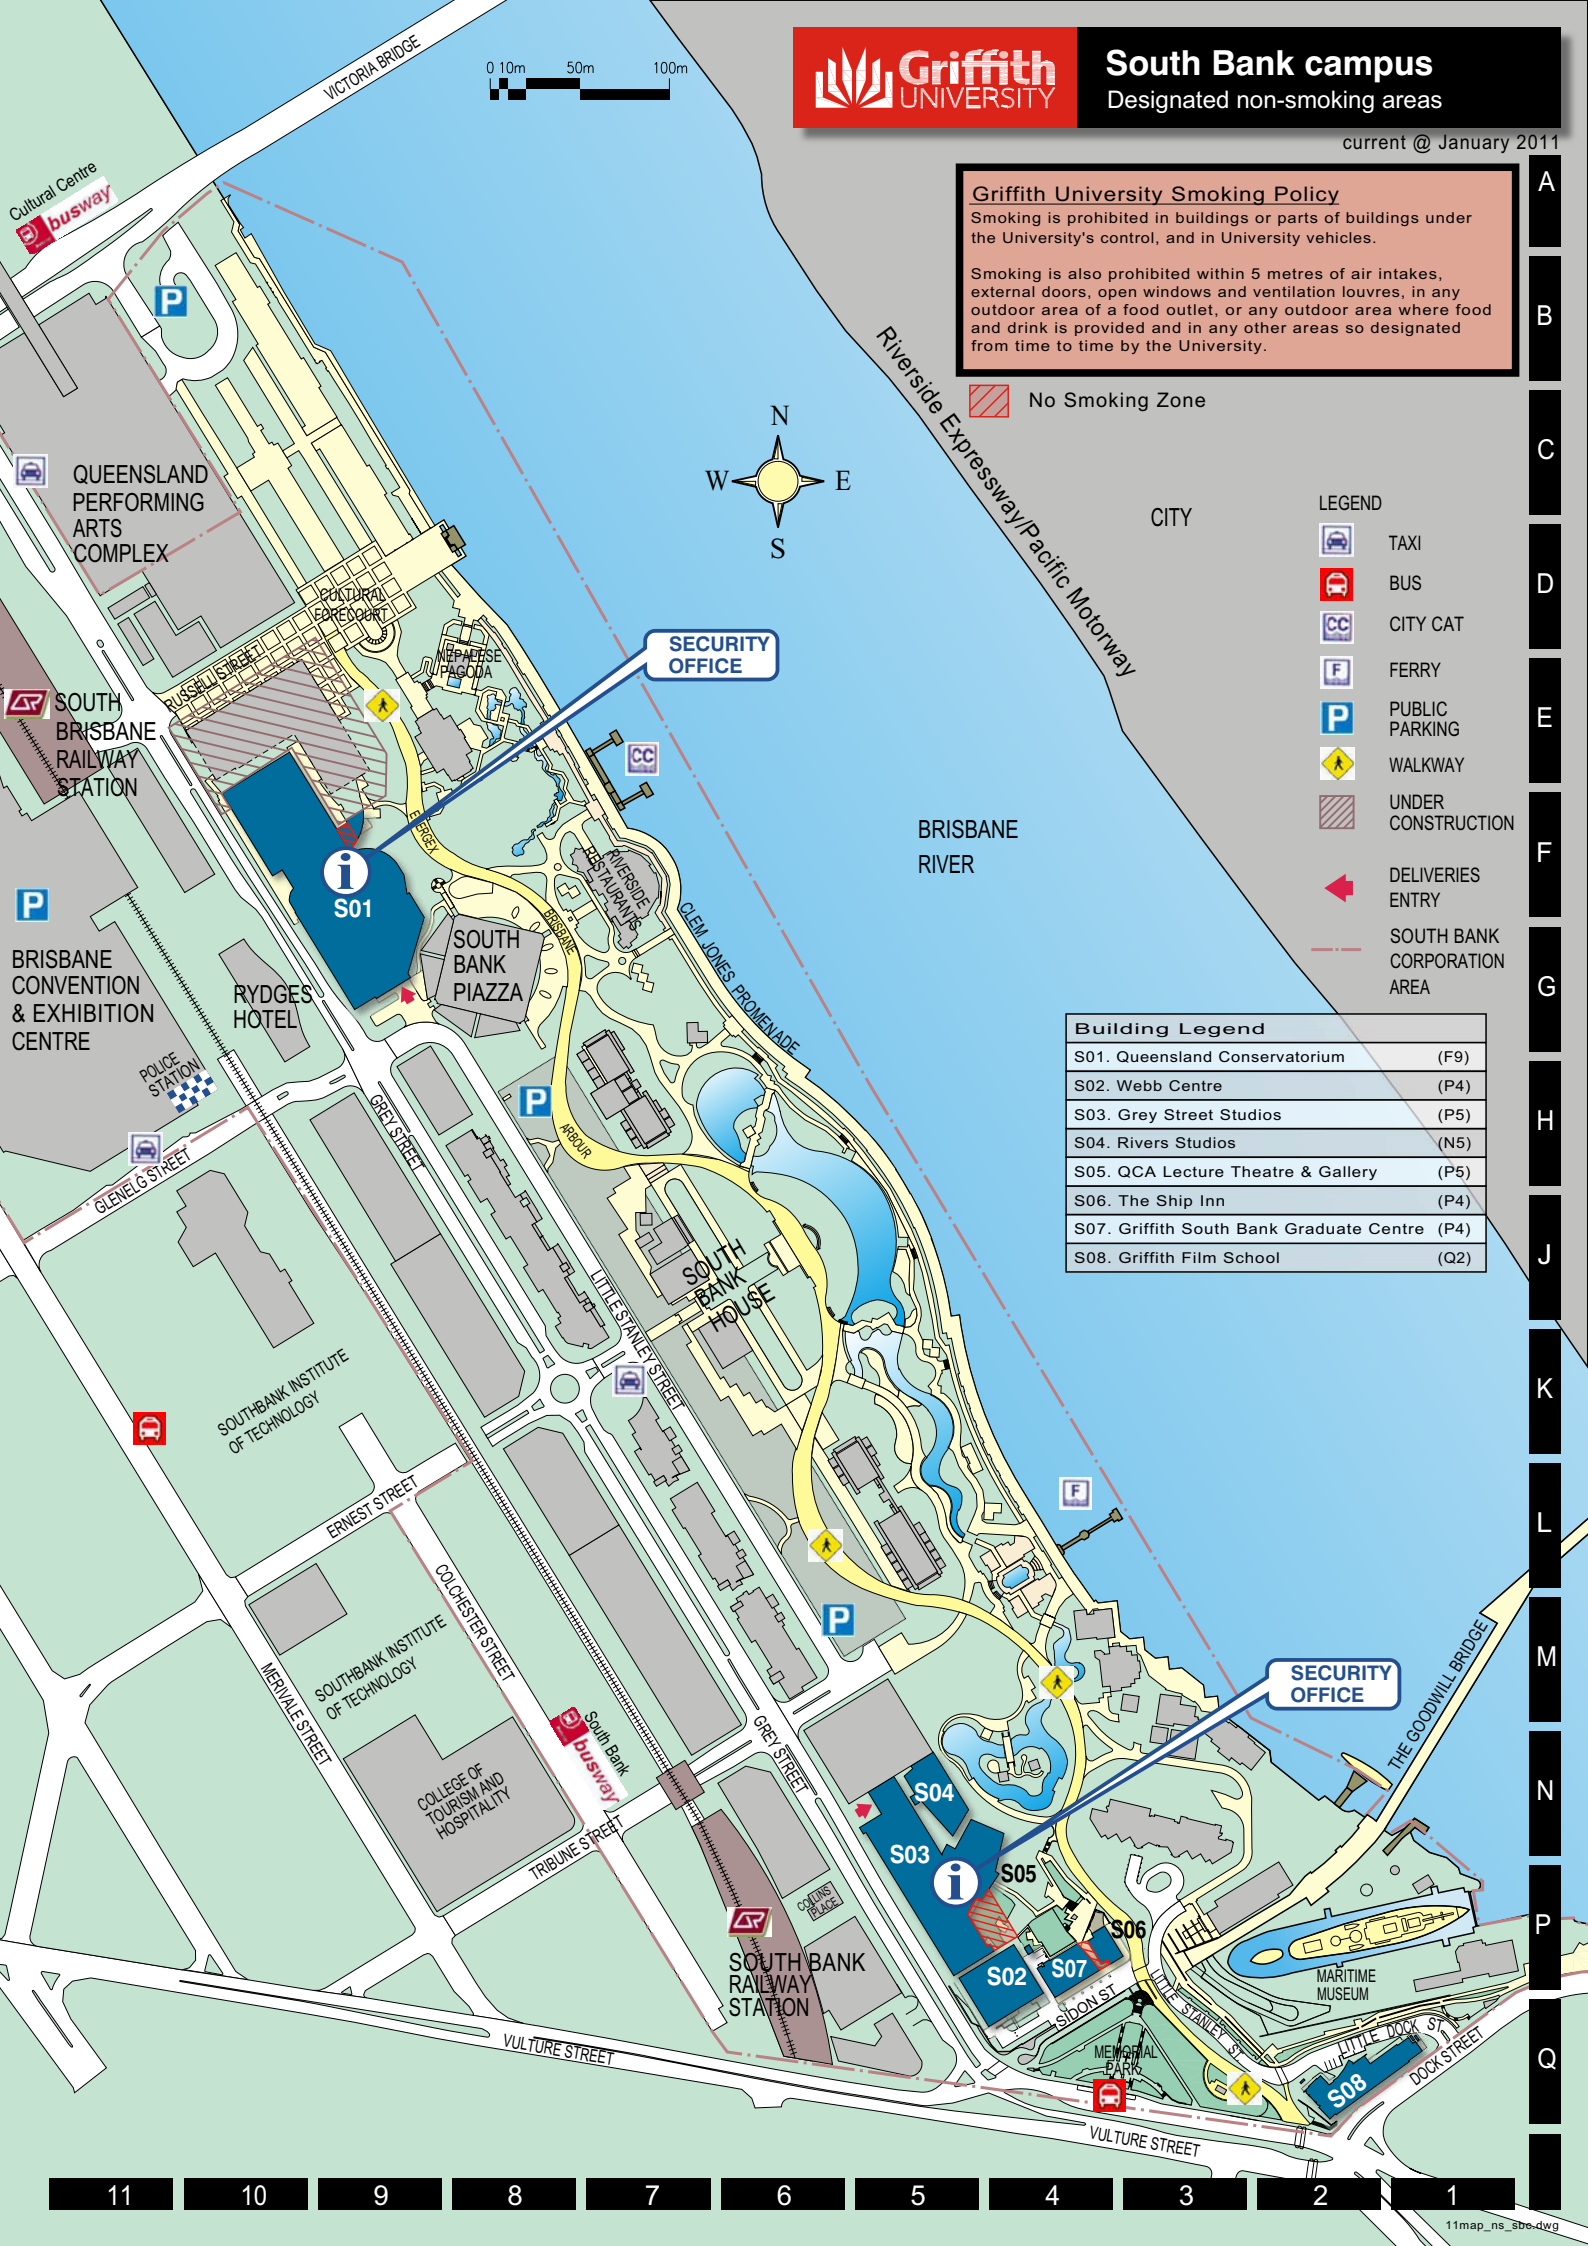 VICTORIA BRIDGE
0 10m 50m 100m
Griffith
UNIVERSITY
South Bank campus
Designated non-smoking areas
current @ January 2011
Griffith University Smoking Policy
Smoking is prohibited in buildings or parts of buildings under
the University's control, and in University vehicles.
Smoking is also prohibited within 5 metres of air intakes,
external doors, open windows and ventilation louvres, in any
outdoor area of a food outlet, or any outdoor area where food
and drink is provided and in any other areas so designated
from time to time by the University.
No Smoking Zone
A
B
C
D
E
F
G
H
J
K
L
M
N
P
Q
Cultural Centre
busway
P
QUEENSLAND
PERFORMING
ARTS
COMPLEX
N
W E
S
Riverside Expressway/Pacific Motorway
CITY
LEGEND
TAXI
BUS
CC CITY CAT
F FERRY
P PUBLIC
PARKING
WALKWAY
UNDER
CONSTRUCTION
DELIVERIES
ENTRY
SOUTH BANK
CORPORATION
AREA
CULTURAL
FORECOURT
NEPALESE
PAGODA
RUSSELL STREET
SECURITY
OFFICE
SOUTH
BRISBANE
RAILWAY
STATION
CC
ENERGEX
BRISBANE
ARBOUR
RIVERSIDE
RESTAURANTS
BRISBANE
RIVER
CLEM JONES PROMENADE
i
S01
P
BRISBANE
CONVENTION
& EXHIBITION
CENTRE
RYDGES
HOTEL
SOUTH
BANK
PIAZZA
POLICE
STATION
Building Legend
S01. Queensland Conservatorium (F9)
S02. Webb Centre (P4)
S03. Grey Street Studios (P5)
S04. Rivers Studios (N5)
S05. QCA Lecture Theatre & Gallery (P5)
S06. The Ship Inn (P4)
S07. Griffith South Bank Graduate Centre (P4)
S08. Griffith Film School (Q2)
P
GREY STREET
GLENELG STREET
SOUTH
BANK
HOUSE
LITTLE STANLEY STREET
SOUTHBANK INSTITUTE
OF TECHNOLOGY
ERNEST STREET
F
COLCHESTER STREET
P
SOUTHBANK INSTITUTE
OF TECHNOLOGY
MERIVALE STREET
SECURITY
OFFICE
THE GOODWILL BRIDGE
South Bank
busway
GREY STREET
COLLEGE OF
TOURISM AND
HOSPITALITY
TRIBUNE STREET
S04
S03
i
S05
S06
S07
S02
COLLINS
PLACE
SOUTH BANK
RAILWAY
STATION
SIDON ST
LITTLE STANLEY ST
MARITIME
MUSEUM
LITTLE DOCK ST
DOCK STREET
MEMORIAL
PARK
S08
VULTURE STREET
VULTURE STREET
11 10 9 8 7 6 5 4 3 2 1
11map_ns_sbc.dwg